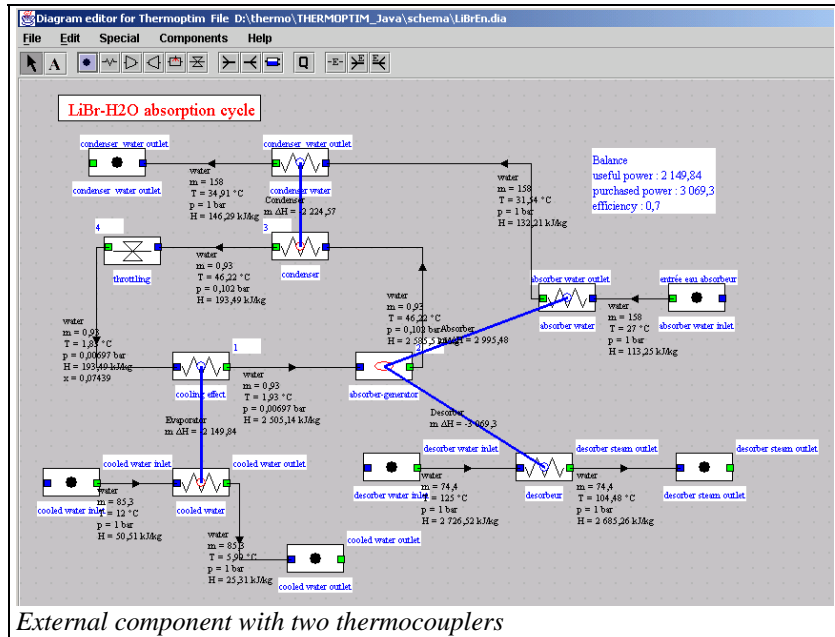 Diagram editor for Thermoptim File D:\thermo\THERMOPTIM_Java\schema\LiBrEn.dia
File Edit Special Components Help
A
Q
-E-
LiBr-H2O absorption cycle
condenser water outlet
condenser water outlet
water
m = 158
T = 34,91 °C
p = 1 bar
H = 146,29 kJ/kg
condenser water outlet
condenser water
Condenser
m ΔH = 2 224,57
water
m = 158
T = 31,54 °C
p = 1 bar
H = 132,21 kJ/kg
Balance
useful power : 2 149,84
purchased power : 3 069,3
efficiency : 0,7
4
throttling
water
m = 0,93
T = 46,22 °C
p = 0,102 bar
H = 193,49 kJ/kg
3
condenser
water
m = 0,93
T = 46,22 °C
p = 0,102 bar
absorber water outlet
absorber water
entrée eau absorbeur
absorber water inlet
water
m = 158
T = 27 °C
p = 1 bar
H = 113,25 kJ/kg
water
m = 0,93
T = 1,83 °C
p = 0,00697 bar
H = 193,49 kJ/kg
x = 0,07439
1
cooling effect
water
m = 0,93
T = 1,93 °C
p = 0,00697 bar
H = 2 505,14 kJ/kg
2
absorber-generator
Absorber
2 995,48
Evaporator
m ΔH = 2 149,84
Desorber
m ΔH = -3 069,3
cooled water inlet
cooled water inlet
water
m = 85,3
T = 12 °C
p = 1 bar
H = 50,51 kJ/kg
cooled water outlet
cooled water
water
m = 85,3
T = 5,99 °C
p = 1 bar
H = 25,31 kJ/kg
cooled water outlet
cooled water outlet
desorber water inlet
desorber water inlet
water
m = 74,4
T = 125 °C
p = 1 bar
H = 2 726,52 kJ/kg
desorber steam outlet
desorbeur
water
m = 74,4
T = 104,48 °C
p = 1 bar
H = 2 685,26 kJ/kg
desorber steam outlet
desorber steam outlet
External component with two thermocouplers